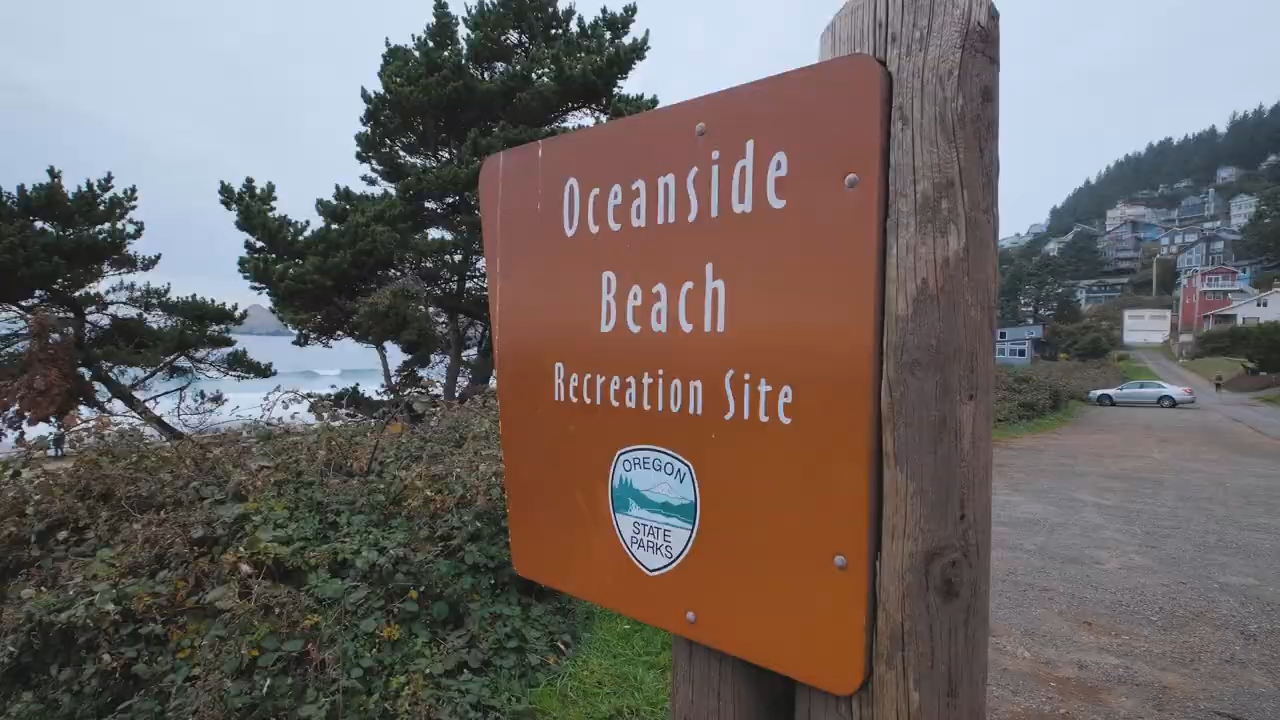 Oceanside
Beach
Recreation Site
OREGON
STATE
PARKS